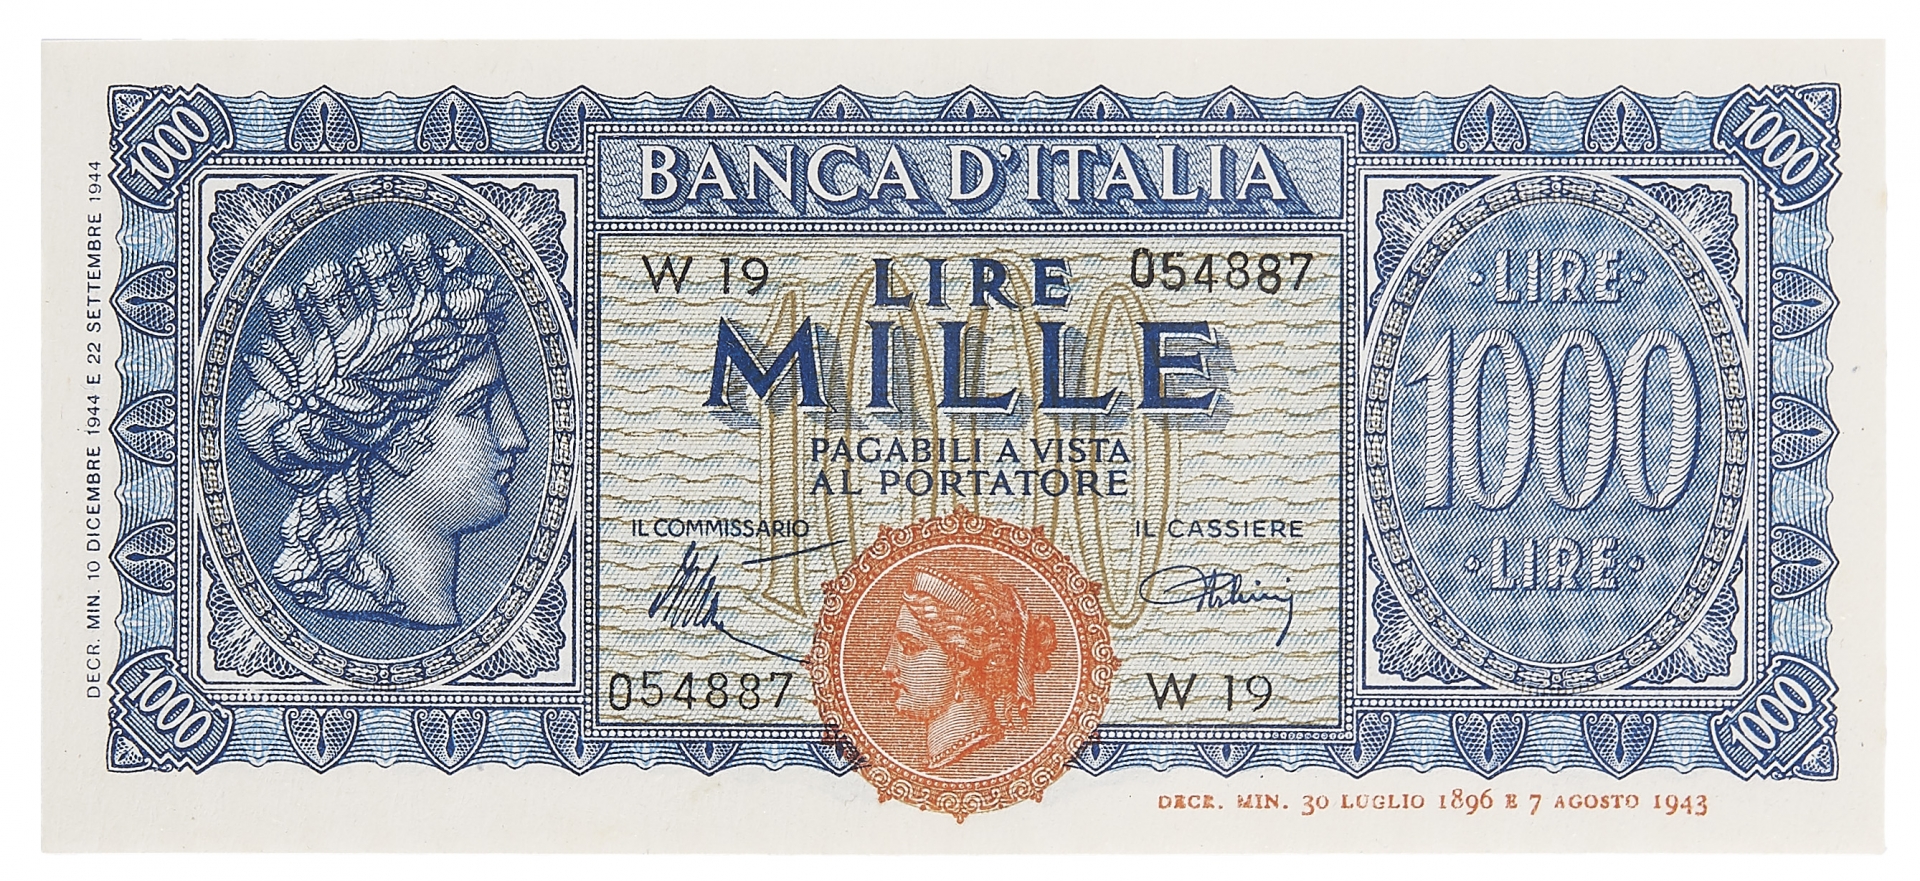 1000
1000
BANCA D'ITALIA
W 19
LIRE
054887
MILLE
PAGABILI A VISTA
AL PORTATORE
IL COMMISSARIO
IL CASSIERE
054887
W 19
·LIRE·
1000
·LIRE·
1000
1000
1000
DECR. MIN. 10 DICEMBRE 1944 E 22 SETTEMBRE 1944
DECR. MIN. 30 LUGLIO 1896 E 7 AGOSTO 1943